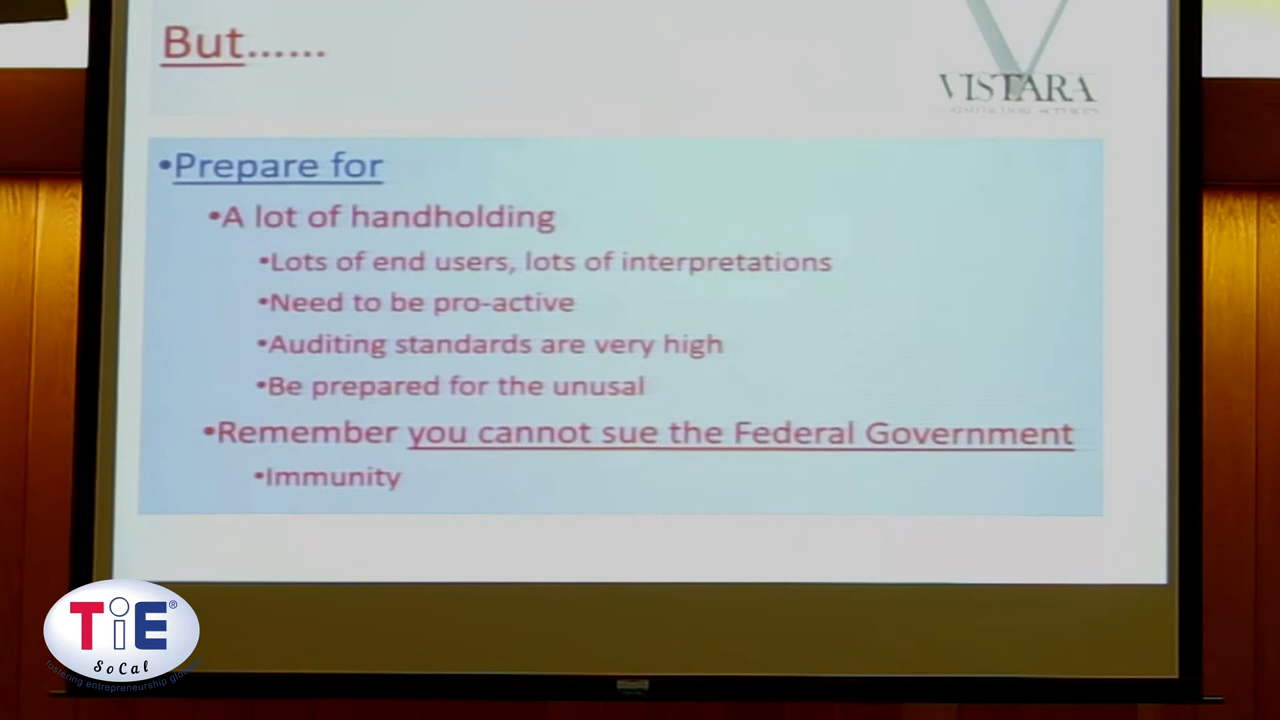 But......
VISTARA
•Prepare for
•A lot of handholding
•Lots of end users, lots of interpretations
•Need to be pro-active
•Auditing standards are very high
•Be prepared for the unusal
•Remember you cannot sue the Federal Government
•Immunity
TiE®
SoCal
fostering entrepreneurship